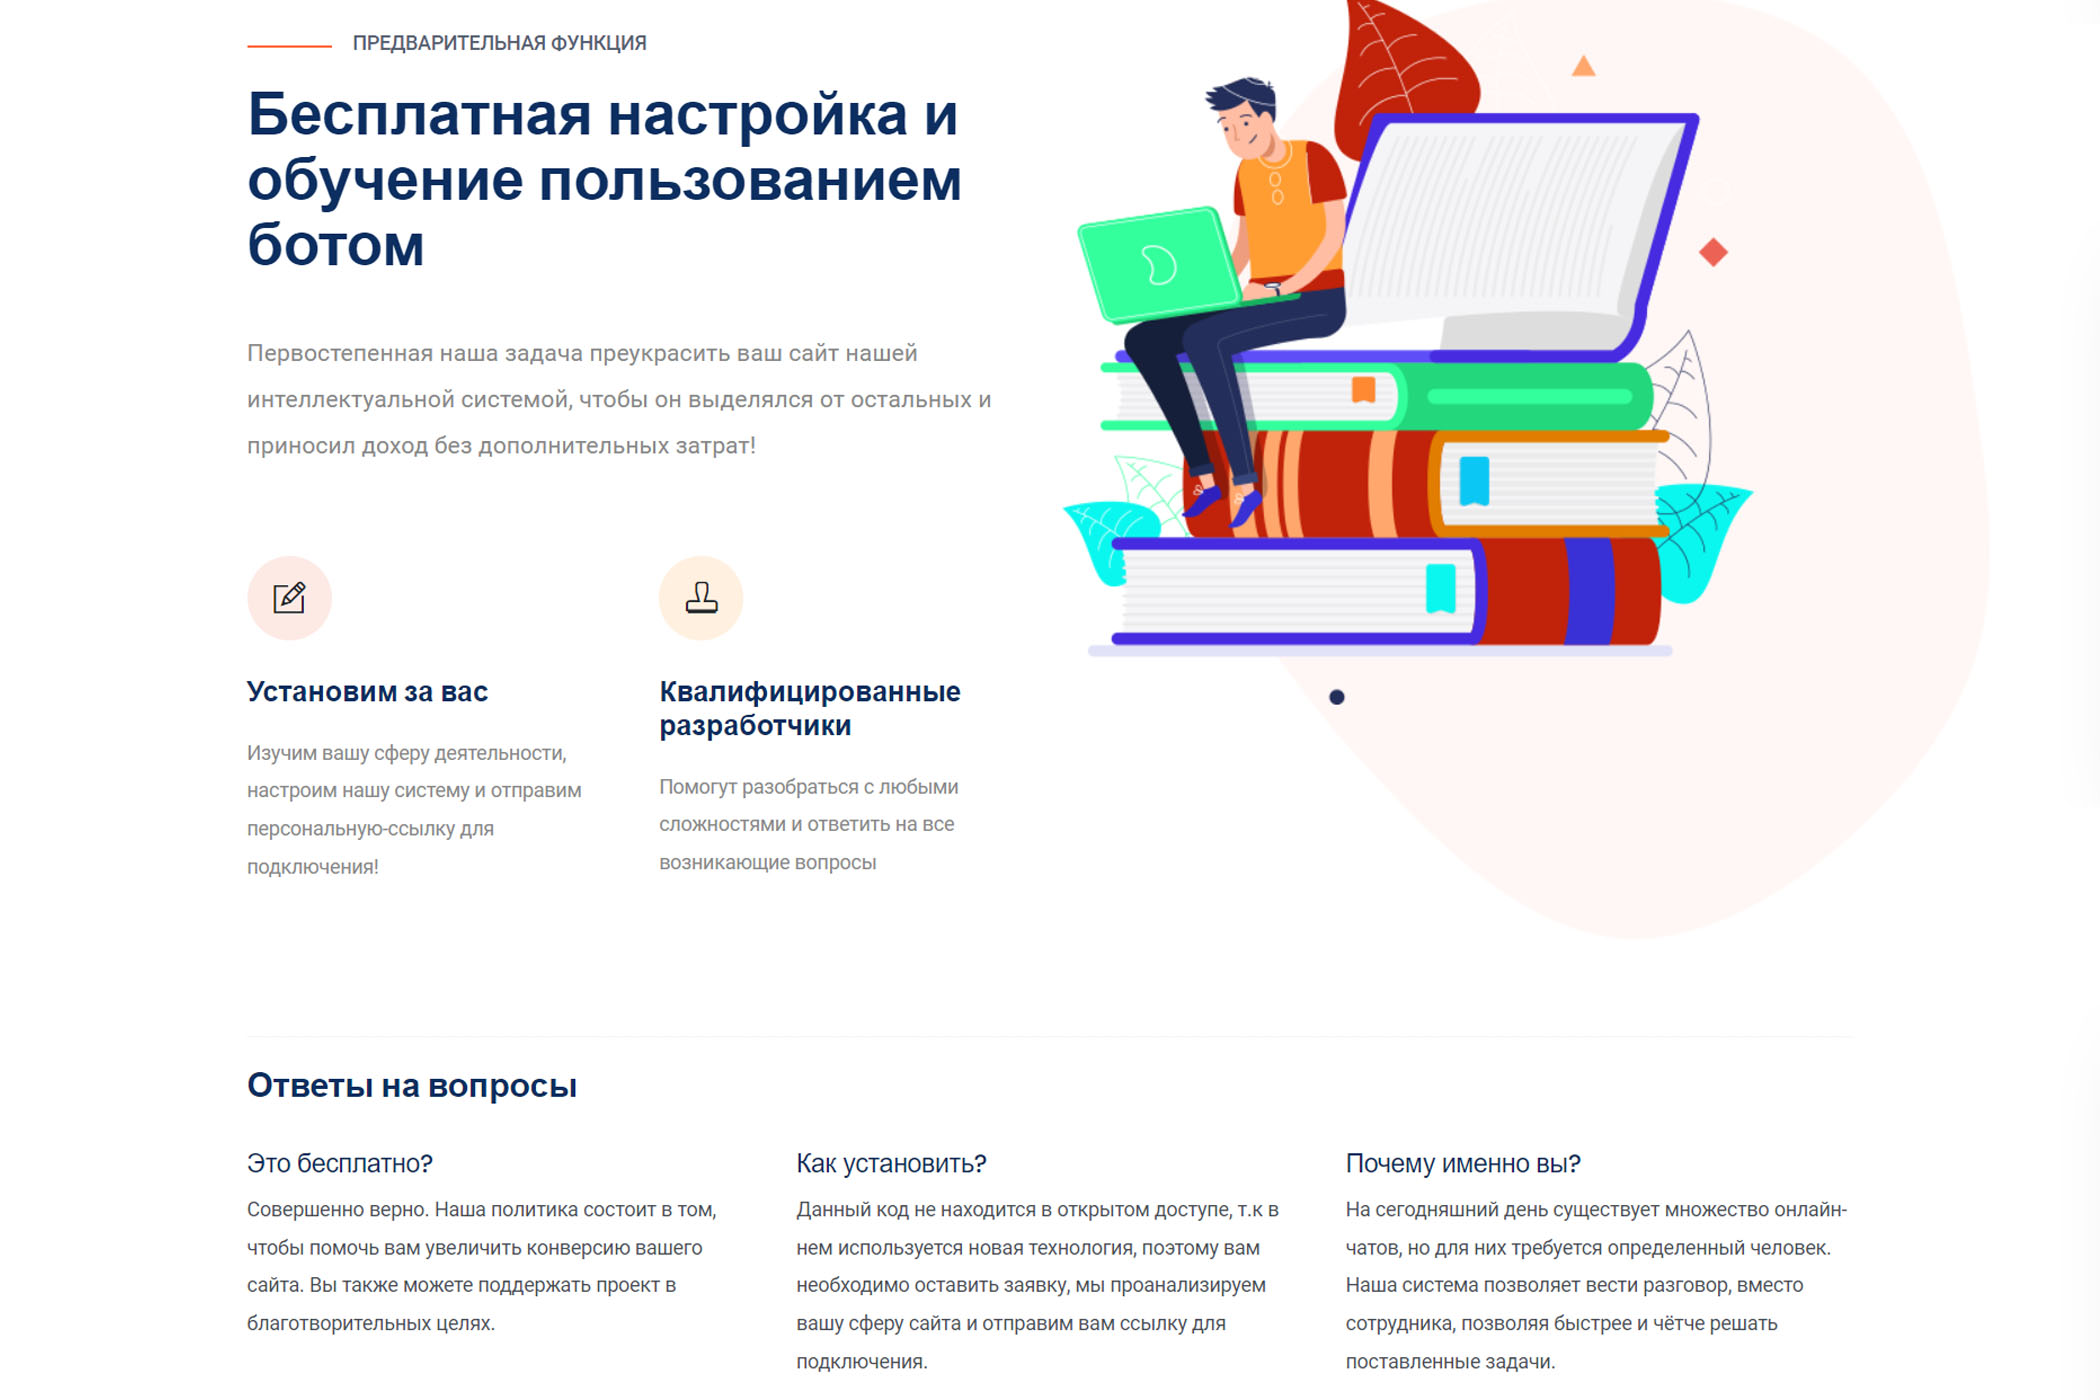 ПРЕДВАРИТЕЛЬНАЯ ФУНКЦИЯ
Бесплатная настройка и
обучение пользованием
ботом
Первостепенная наша задача преукрасить ваш сайт нашей
интеллектуальной системой, чтобы он выделялся от остальных и
приносил доход без дополнительных затрат!
Установим за вас
Изучим вашу сферу деятельности,
настроим нашу систему и отправим
персональную-ссылку для
подключения!
Квалифицированные
разработчики
Помогут разобраться с любыми
сложностями и ответить на все
возникающие вопросы
Ответы на вопросы
Это бесплатно?
Совершенно верно. Наша политика состоит в том,
чтобы помочь вам увеличить конверсию вашего
сайта. Вы также можете поддержать проект в
благотворительных целях.
Как установить?
Данный код не находится в открытом доступе, т.к в
нем используется новая технология, поэтому вам
необходимо оставить заявку, мы проанализируем
вашу сферу сайта и отправим вам ссылку для
подключения.
Почему именно вы?
На сегодняшний день существует множество онлайн-
чатов, но для них требуется определенный человек.
Наша система позволяет вести разговор, вместо
сотрудника, позволяя быстрее и чётче решать
поставленные задачи.